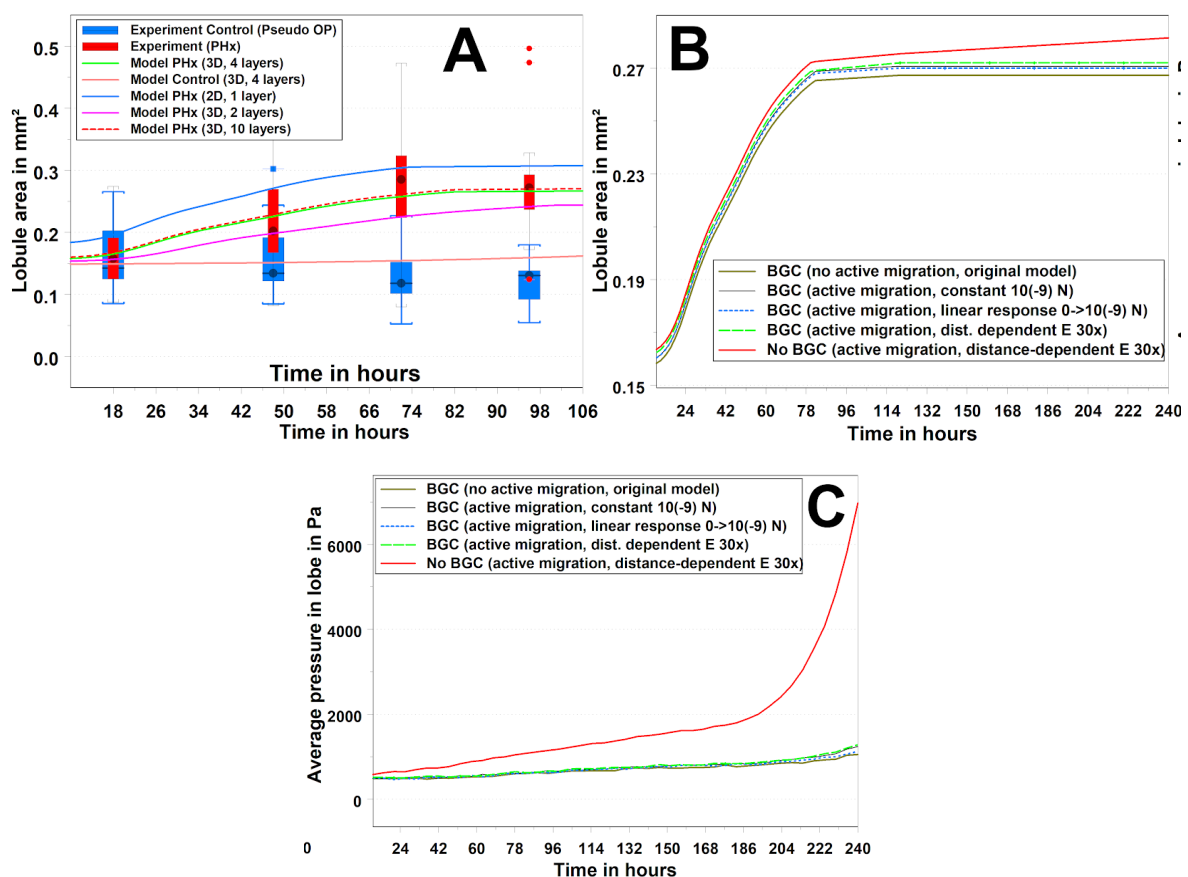 A
Experiment Control (Pseudo OP)
Experiment (PHx)
Model PHx (3D, 4 layers)
Model Control (3D, 4 layers)
Model PHx (2D, 1 layer)
Model PHx (3D, 2 layers)
Model PHx (3D, 10 layers)
Lobule area in mm²
0.5
0.4
0.3
0.2
0.1
0.0
Time in hours
18 26 34 42 50 58 66 74 82 90 98 106
Time in hours
B
Lobule area in mm²
0.27
0.23
0.19
0.15
BGC (no active migration, original model)
BGC (active migration, constant 10(-9) N)
BGC (active migration, linear response 0->10(-9) N)
BGC (active migration, dist. dependent E 30x)
No BGC (active migration, distance-dependent E 30x)
24 42 60 78 96 114 132 150 168 186 204 222 240
Time in hours
C
BGC (no active migration, original model)
BGC (active migration, constant 10(-9) N)
BGC (active migration, linear response 0->10(-9) N)
BGC (active migration, dist. dependent E 30x)
No BGC (active migration, distance-dependent E 30x)
Average pressure in lobe in Pa
6000
4000
2000
0
0
24 42 60 78 96 114 132 150 168 186 204 222 240
Time in hours